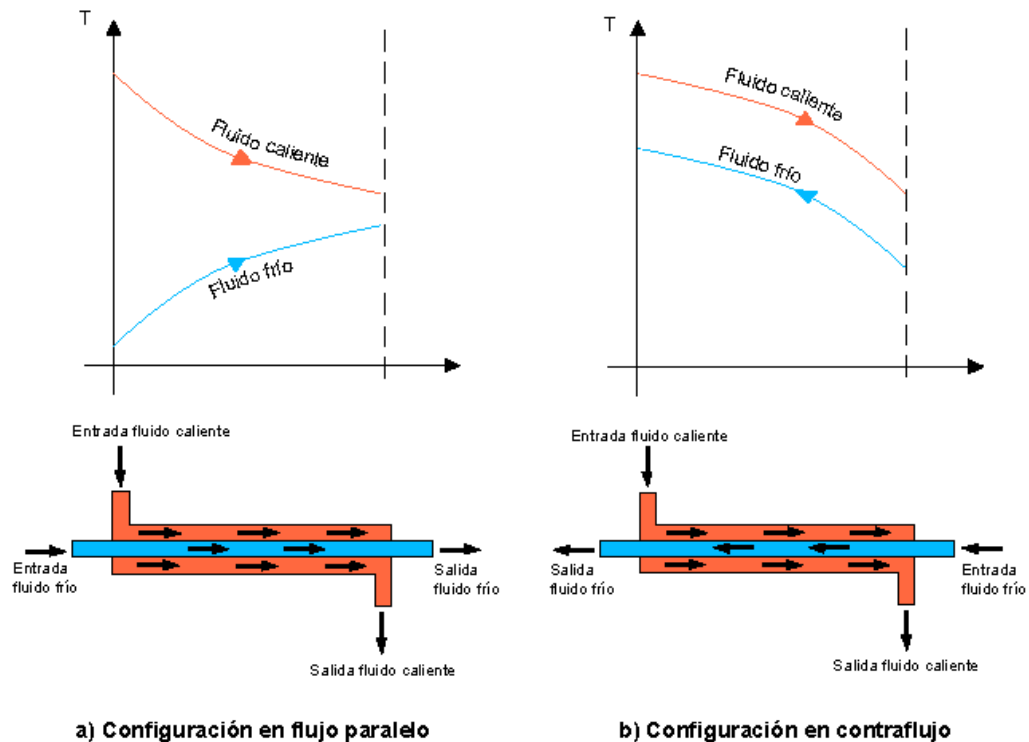 T
Fluido caliente
Fluido frío
T
Fluido caliente
Fluido frío
Entrada fluido caliente
Entrada
fluido frío
Salida
fluido frío
Salida fluido caliente
a) Configuración en flujo paralelo
Entrada fluido caliente
Salida
fluido frío
Entrada
fluido frío
Salida fluido caliente
b) Configuración en contraflujo